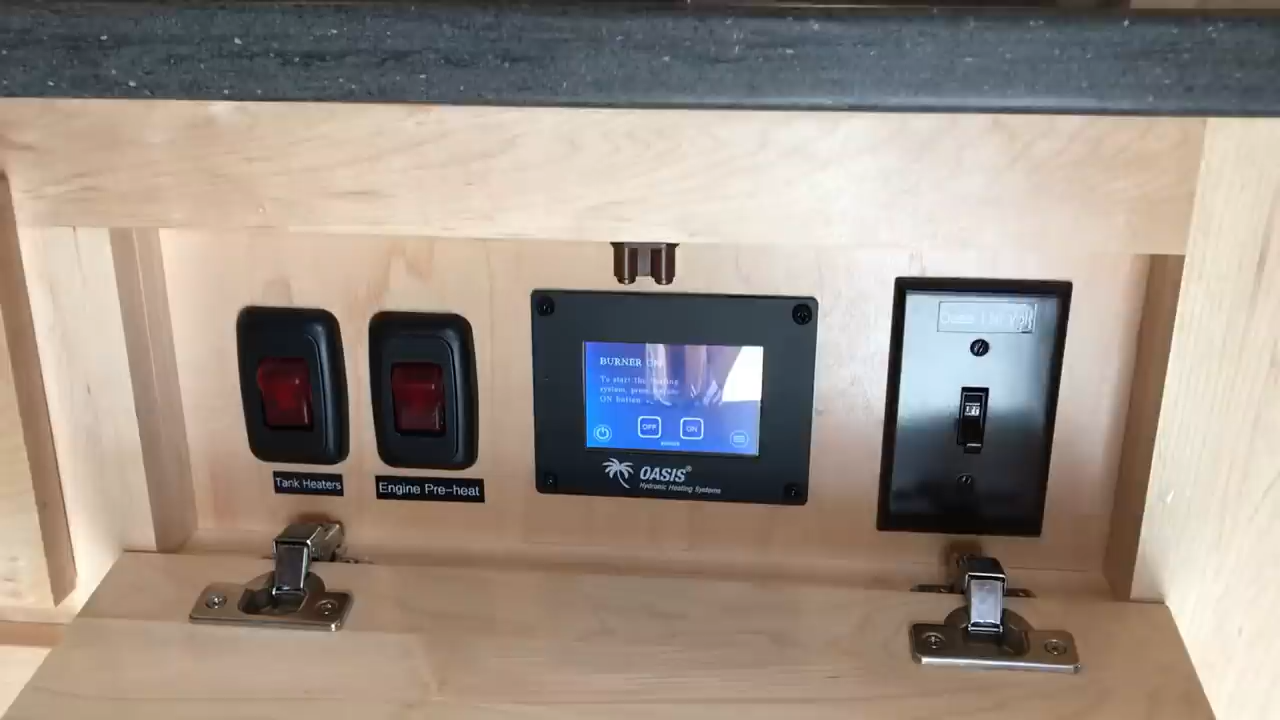 Tank Heaters
Engine Pre-heat
BURNER ON
To start the heating
system, press
ON button
OFF
ON
OASIS®
Hydronic Heating Systems
OFF